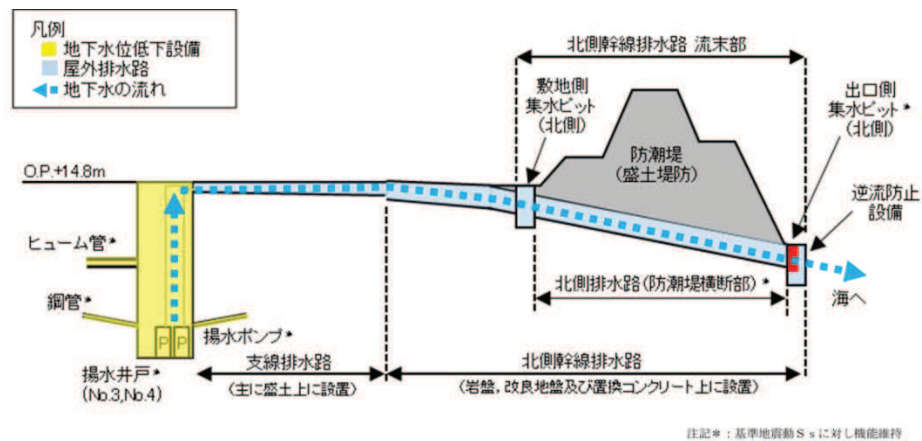 凡例
地下水位低下設備
屋外排水路
地下水の流れ
北側幹線排水路 流末部
敷地側
集水ピット
(北側)
出口側
集水ピット*
(北側)
防潮堤
(盛土堤防)
逆流防止
設備
O.P.+14.8m
ヒューム管*
鋼管*
P P
揚水ポンプ*
揚水井戸*
(No.3,No.4)
北側排水路(防潮堤横断部)*
海へ
支線排水路
(主に盛土上に設置)
北側幹線排水路
(岩盤，改良地盤及び置換コンクリート上に設置)
注記*：基準地震動Ｓｓに対し機能維持